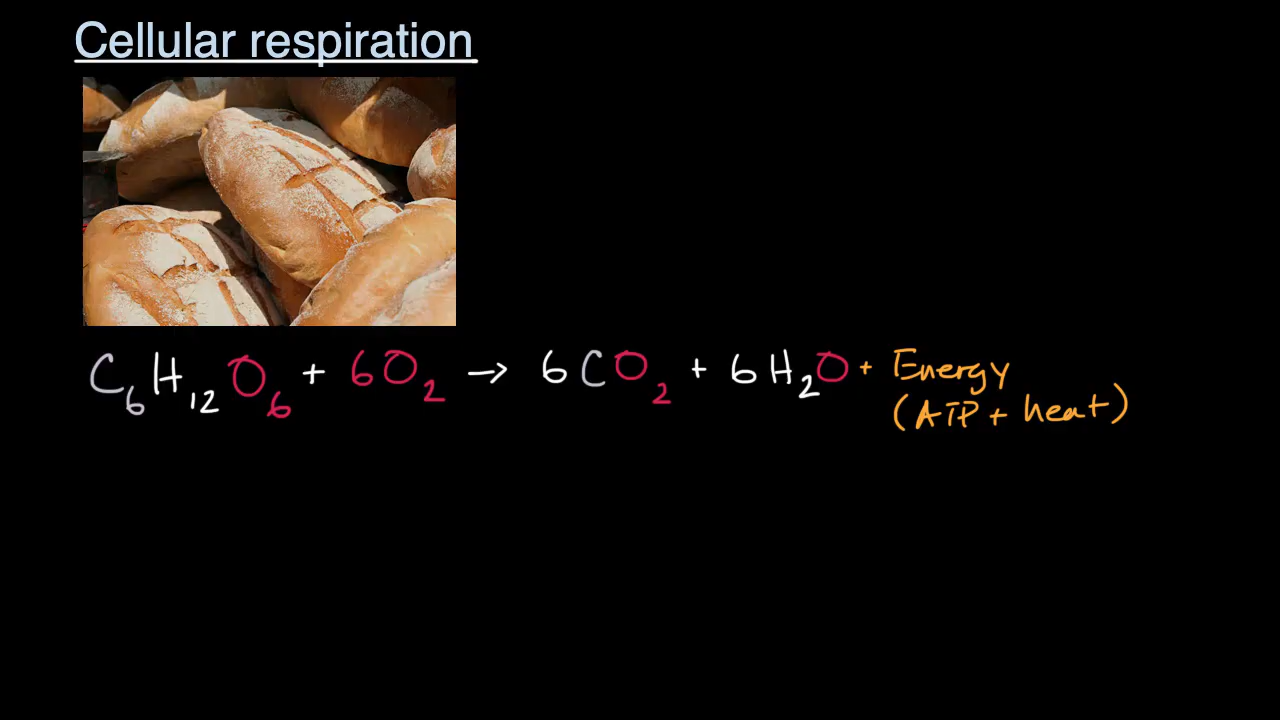 Cellular respiration
C₆H₁₂O₆ + 6O₂ → 6CO₂ + 6H₂O + Energy
(ATP + heat)